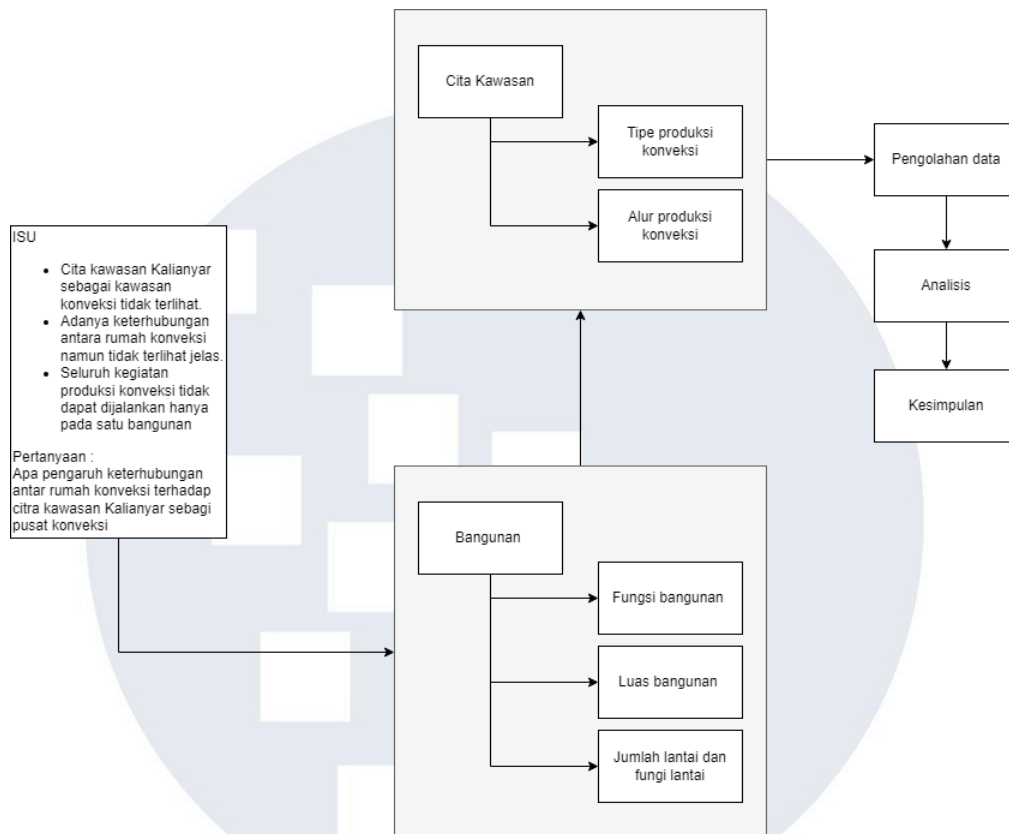 ISU
• Cita kawasan Kalianyar
sebagai kawasan
konveksi tidak terlihat.
• Adanya keterhubungan
antara rumah konveksi
namun tidak terlihat jelas.
• Seluruh kegiatan
produksi konveksi tidak
dapat dijalankan hanya
pada satu bangunan
Pertanyaan :
Apa pengaruh keterhubungan
antar rumah konveksi terhadap
citra kawasan Kalianyar sebagi
pusat konveksi
Bangunan
Fungsi bangunan
Luas bangunan
Jumlah lantai dan
fungi lantai
Cita Kawasan
Tipe produksi
konveksi
Alur produksi
konveksi
Pengolahan data
Analisis
Kesimpulan